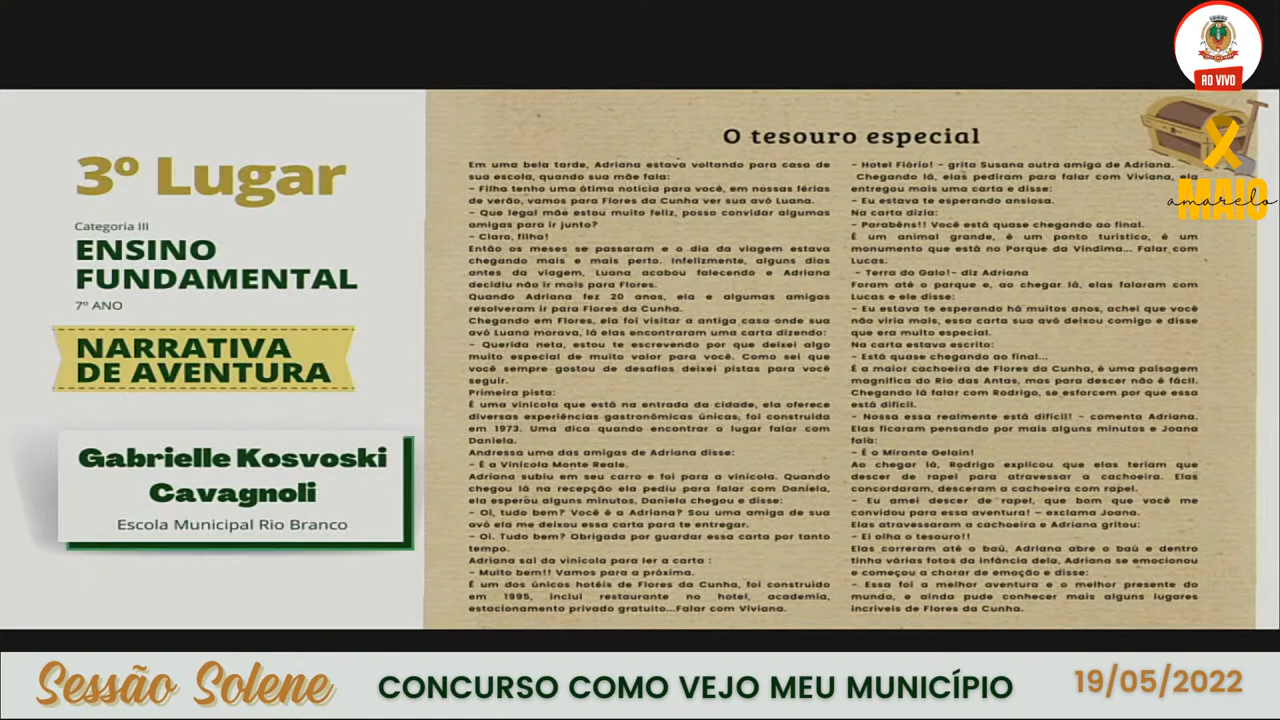 AO VIVO
MAIO
amarelo
3º Lugar
Categoria III
ENSINO
FUNDAMENTAL
7º ANO
NARRATIVA
DE AVENTURA
Gabrielle Kosvoski
Cavagnoli
Escola Municipal Rio Branco
O tesouro especial
Em uma bela tarde, Adriana estava voltando para casa de
sua escola, quando sua mãe fala:
- Filha tenho uma ótima notícia para você, em nossas férias
de verão, vamos para Flores da Cunha ver sua avó Luana.
- Que legal mãe estou muito feliz, posso convidar algumas
amigas para ir junto?
- Claro, filha!
Então os meses se passaram e o dia da viagem estava
chegando mais e mais perto. Infelizmente, alguns dias
antes da viagem, Luana acabou falecendo e Adriana
decidiu não ir mais para Flores.
Quando Adriana fez 20 anos, ela e algumas amigas
resolveram ir para Flores da Cunha.
Chegando em Flores, ela foi visitar a antiga casa onde sua
avó Luana morava, lá elas encontraram uma carta dizendo:
- Querida neta, estou te escrevendo por que deixei algo
muito especial de muito valor para você. Como sei que
você sempre gostou de desafios deixei pistas para você
seguir.
Primeira pista:
É uma vinícola que está na entrada da cidade, ela oferece
diversas experiências gastronômicas únicas, foi construída
em 1973. Uma dica quando encontrar o lugar falar com
Daniela.
Andressa uma das amigas de Adriana disse:
- É a Vinícola Monte Reale.
Adriana subiu em seu carro e foi para a vinícola. Quando
chegou lá na recepção ela pediu para falar com Daniela,
ela esperou alguns minutos, Daniela chegou e disse:
- Oi, tudo bem? Você é a Adriana? Sou uma amiga de sua
avó ela me deixou essa carta para te entregar.
- Oi. Tudo bem? Obrigada por guardar essa carta por tanto
tempo.
Adriana sai da vinícola para ler a carta :
- Muito bem!! Vamos para a próxima.
É um dos únicos hotéis de Flores da Cunha, foi construído
em 1995, inclui restaurante no hotel, academia,
estacionamento privado gratuito...Falar com Viviana.
- Hotel Fiório! - grita Susana outra amiga de Adriana.
Chegando lá, elas pediram para falar com Viviana, ela
entregou mais uma carta e disse:
- Eu estava te esperando ansiosa.
Na carta dizia:
- Parabéns!! Você está quase chegando ao final.
É um animal grande, é um ponto turístico, é um
monumento que está no Parque da Vindima... Falar com
Lucas.
- Terra do Galo!- diz Adriana
Foram até o parque e, ao chegar lá, elas falaram com
Lucas e ele disse:
- Eu estava te esperando há muitos anos, achei que você
não viria mais, essa carta sua avó deixou comigo e disse
que era muito especial.
Na carta estava escrito:
- Está quase chegando ao final...
É a maior cachoeira de Flores da Cunha, é uma paisagem
magnífica do Rio das Antas, mas para descer não é fácil.
Chegando lá falar com Rodrigo, se esforcem por que essa
está difícil.
- Nossa essa realmente está difícil! - comenta Adriana.
Elas ficaram pensando por mais alguns minutos e Joana
fala:
- É o Mirante Gelain!
Ao chegar lá, Rodrigo explicou que elas teriam que
descer de rapel para atravessar a cachoeira. Elas
concordaram, desceram a cachoeira com rapel.
- Eu amei descer de rapel, que bom que você me
convidou para essa aventura! – exclama Joana.
Elas atravessaram a cachoeira e Adriana gritou:
- Ei olha o tesouro!!
Elas correram até o baú, Adriana abre o baú e dentro
tinha várias fotos da infância dela, Adriana se emocionou
e começou a chorar de emoção e disse:
- Essa foi a melhor aventura e o melhor presente do
mundo, e ainda pude conhecer mais alguns lugares
incríveis de Flores da Cunha.
Sessão Solene
CONCURSO COMO VEJO MEU MUNICÍPIO
19/05/2022